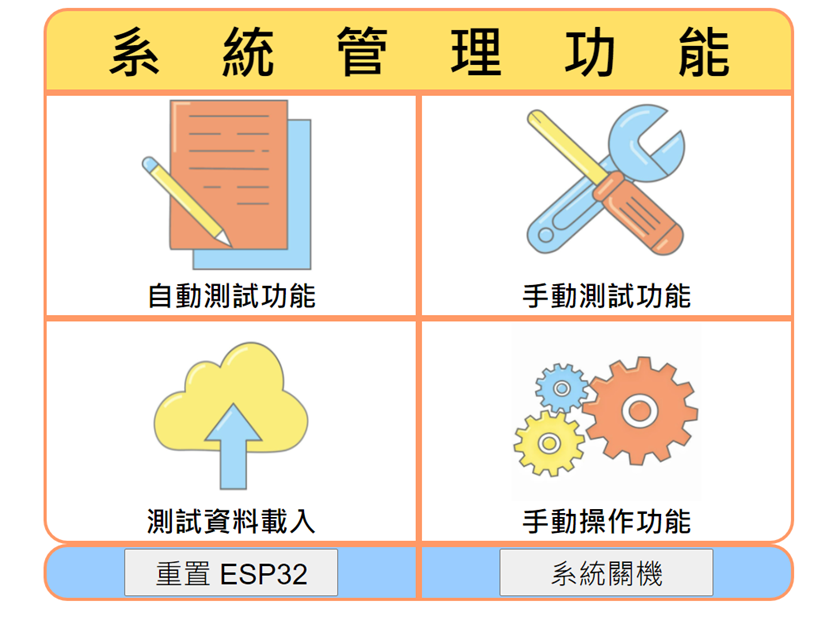 系統管理功能
自動測試功能
手動測試功能
測試資料載入
手動操作功能
重置 ESP32
系統關機